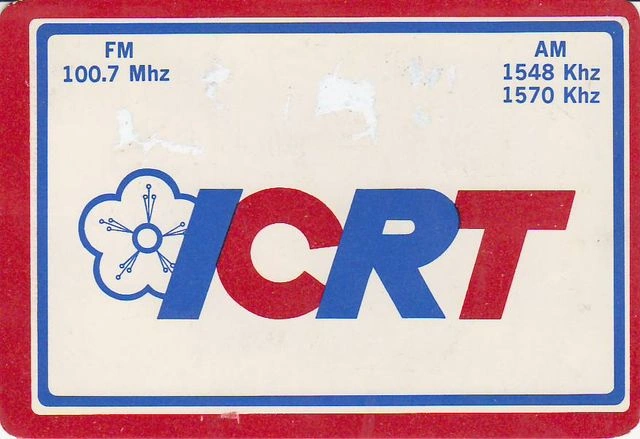 FM
100.7 Mhz
AM
1548 Khz
1570 Khz
ICRT